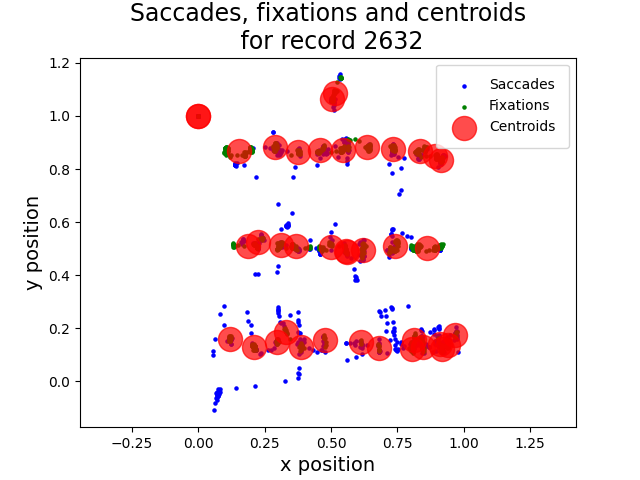 Saccades, fixations and centroids
for record 2632
1.2
1.0
0.8
0.6
0.4
0.2
0.0
y position
Saccades
Fixations
Centroids
−0.25 0.00 0.25 0.50 0.75 1.00 1.25
x position